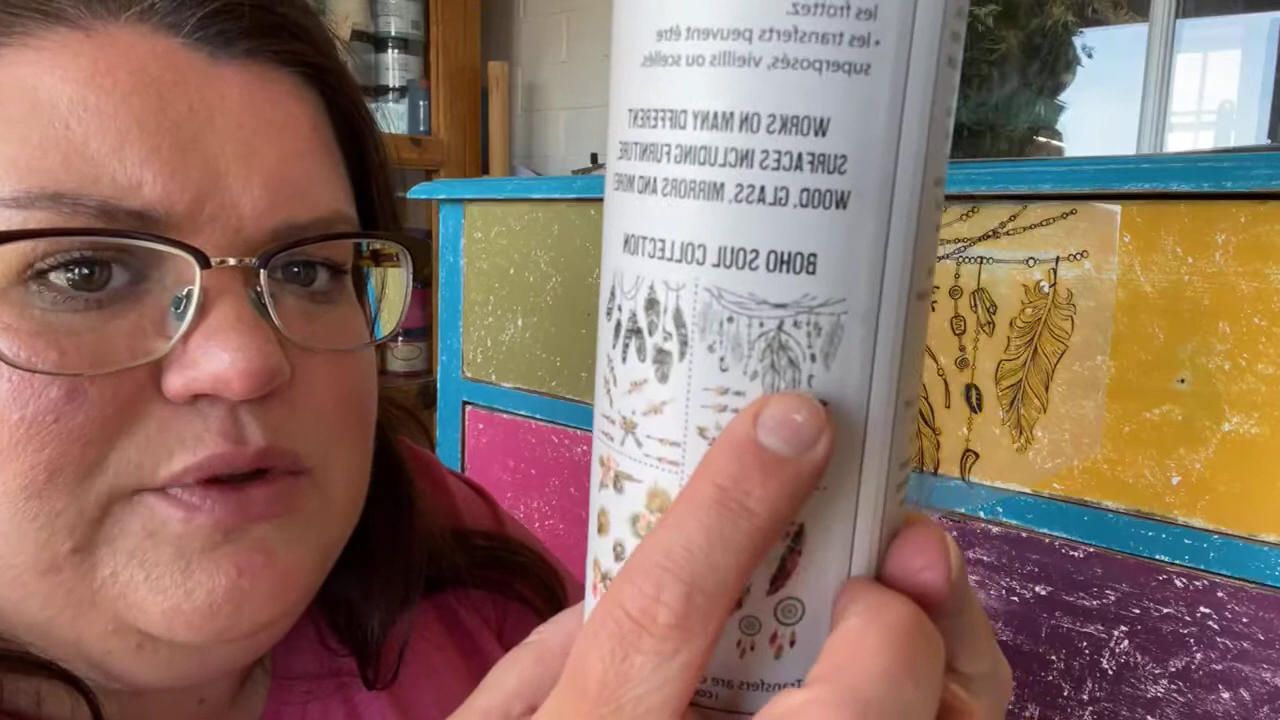 les frottez.
• les transferts peuvent être
superposés, vieillis ou scellés.
WORKS ON MANY DIFFERENT
SURFACES INCLUDING FURNITURE,
WOOD, GLASS, MIRRORS AND MORE
BOHO SOUL COLLECTION
Transfers are